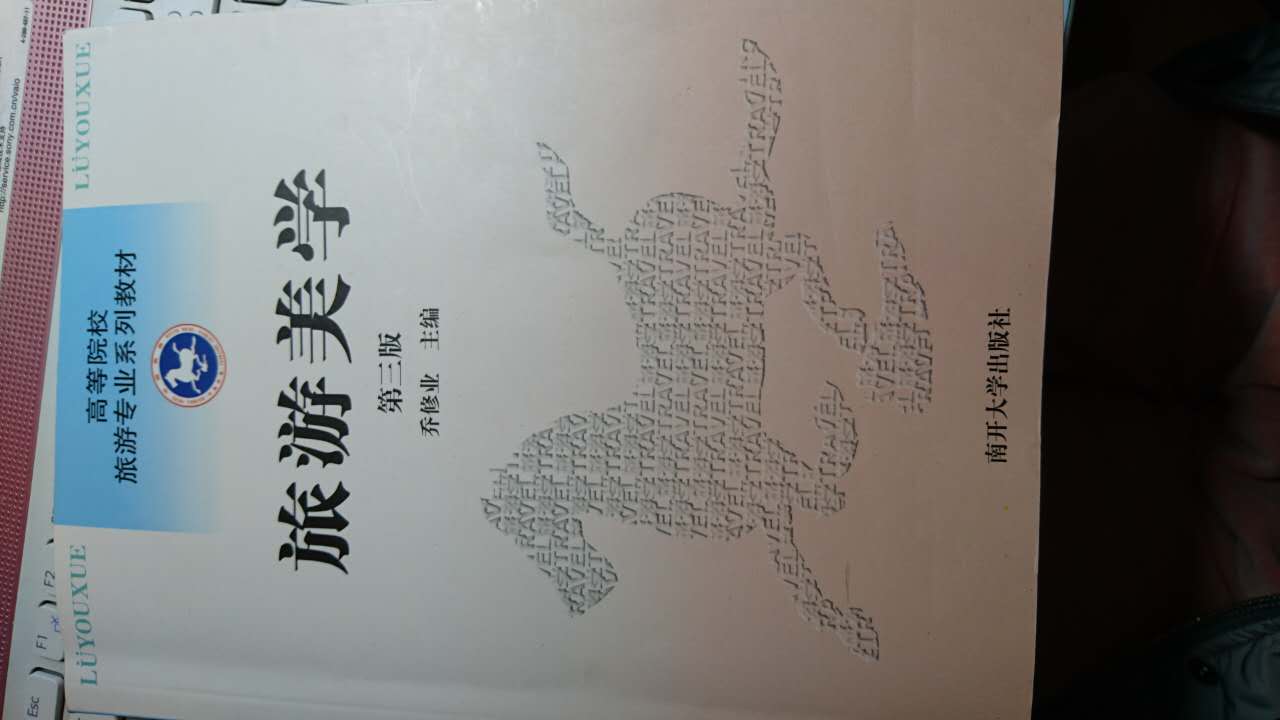 LÜYOUXUE
高等院校
旅游专业系列教材
LÜYOUXUE
旅游美学
第三版
乔修业 主编
TRAVEL
南开大学出版社
http://service.sony.com.cn/vaio
Esc
F1
F2